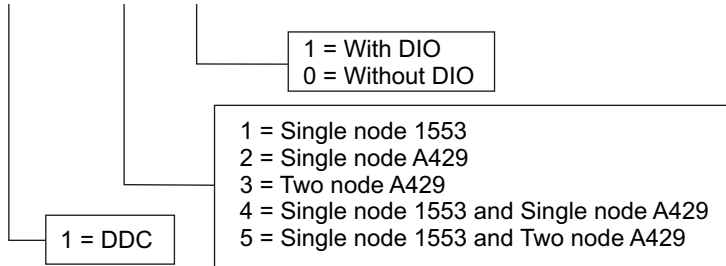 1 = With DIO
0 = Without DIO
1 = Single node 1553
2 = Single node A429
3 = Two node A429
4 = Single node 1553 and Single node A429
5 = Single node 1553 and Two node A429
1 = DDC